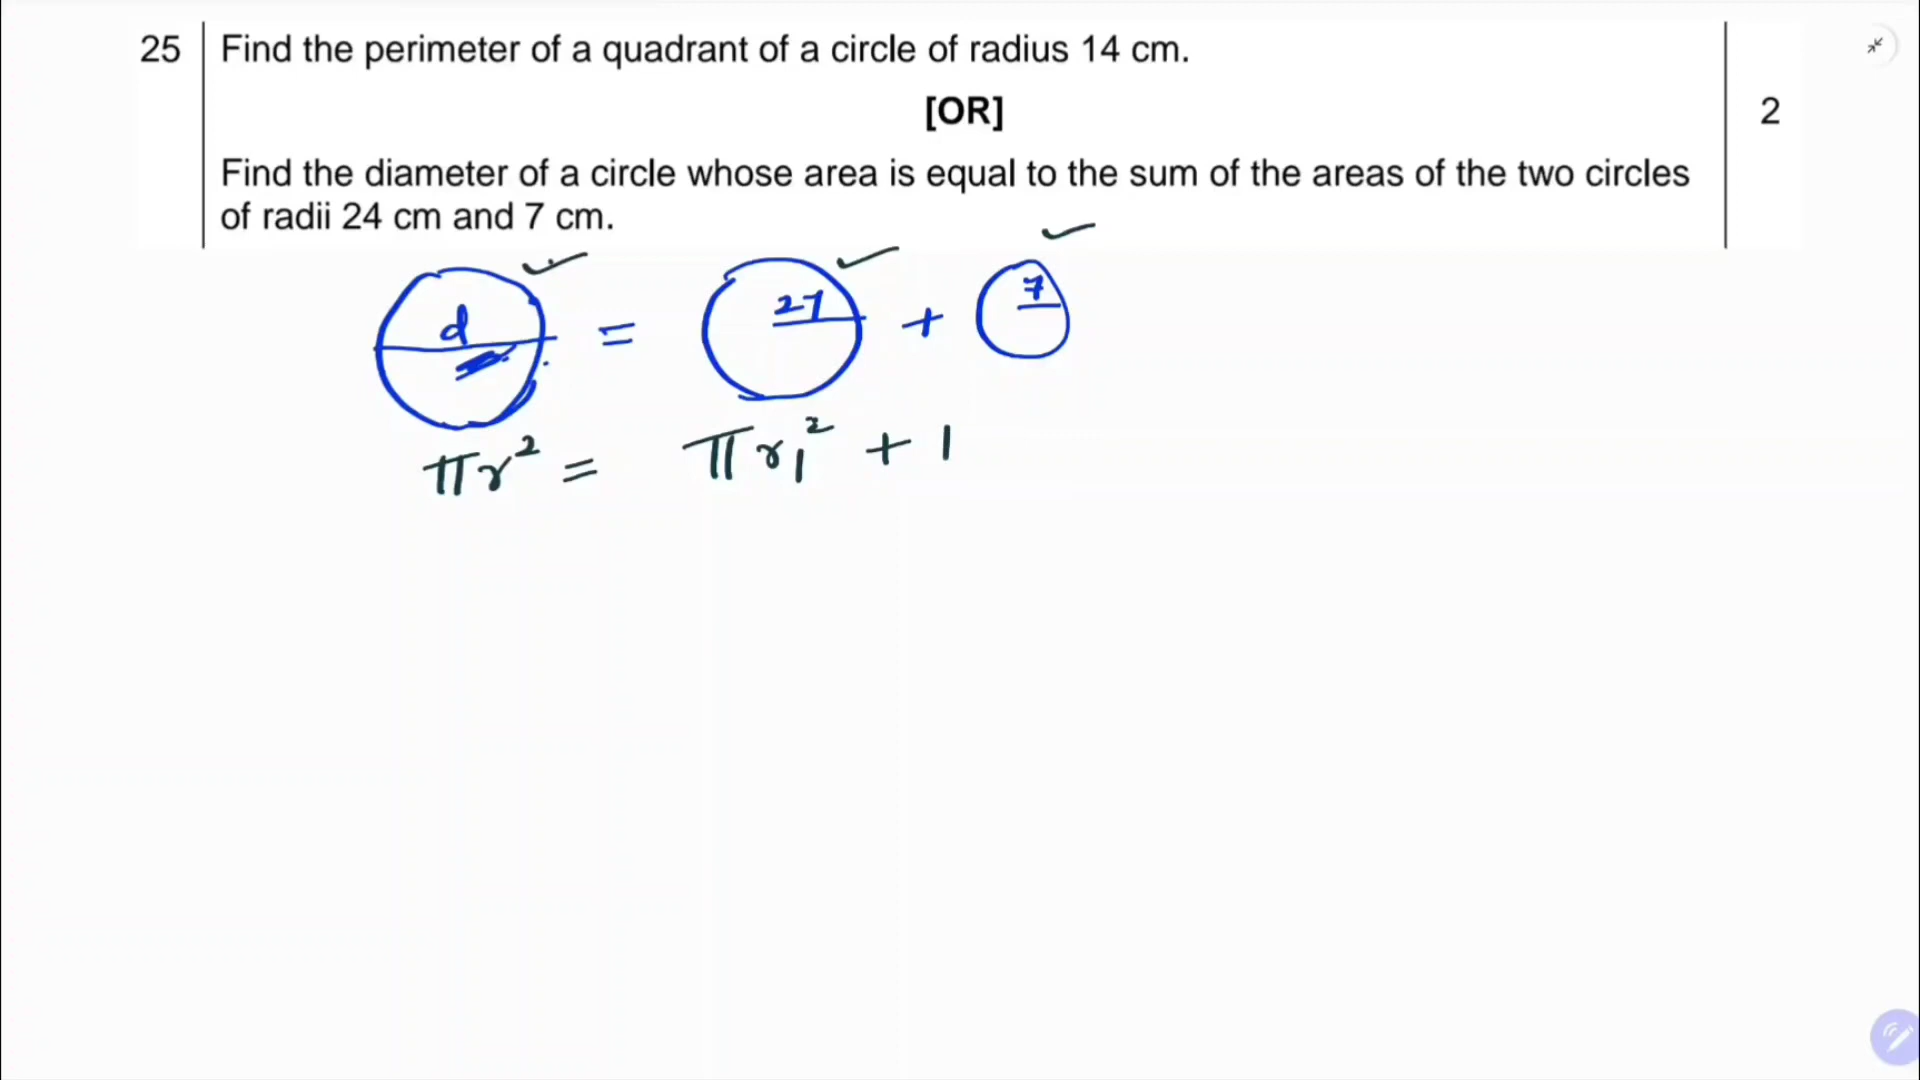 25 Find the perimeter of a quadrant of a circle of radius 14 cm.
[OR] 2
Find the diameter of a circle whose area is equal to the sum of the areas of the two circles
of radii 24 cm and 7 cm.
d = 27 + 7
πr² = πr₁² + 1